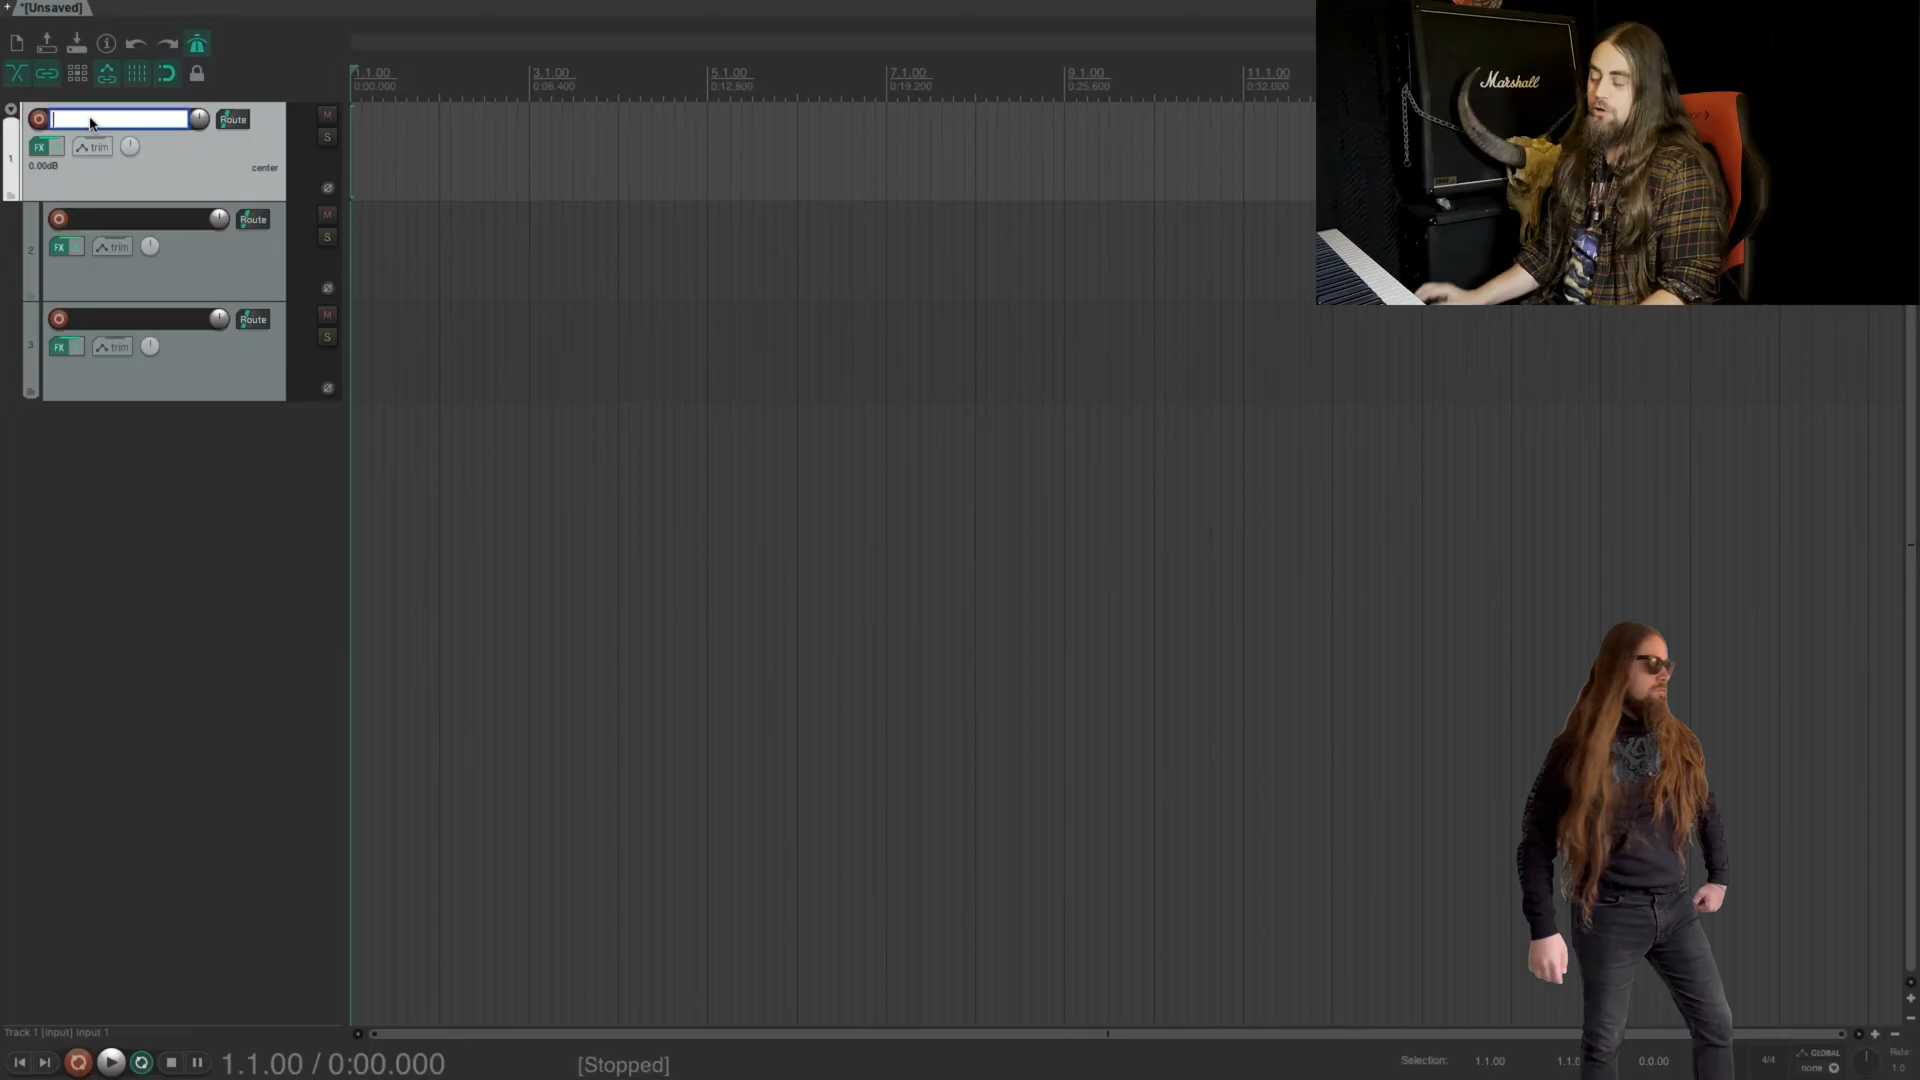 *[Unsaved]
1.1.00
0:00.000
3.1.00
0:06.400
5.1.00
0:12.800
7.1.00
0:19.200
9.1.00
0:25.600
11.1.00
0:32.000
Marshall
Route
M
S
FX
trim
0.00dB
center
1
Route
M
S
FX
trim
2
Route
M
S
FX
trim
3
Track 1 [input] Input 1
1.1.00 / 0:00.000
[Stopped]
Selection:
1.1.00
0.0.00
4/4
GLOBAL
none
Rate:
1.0